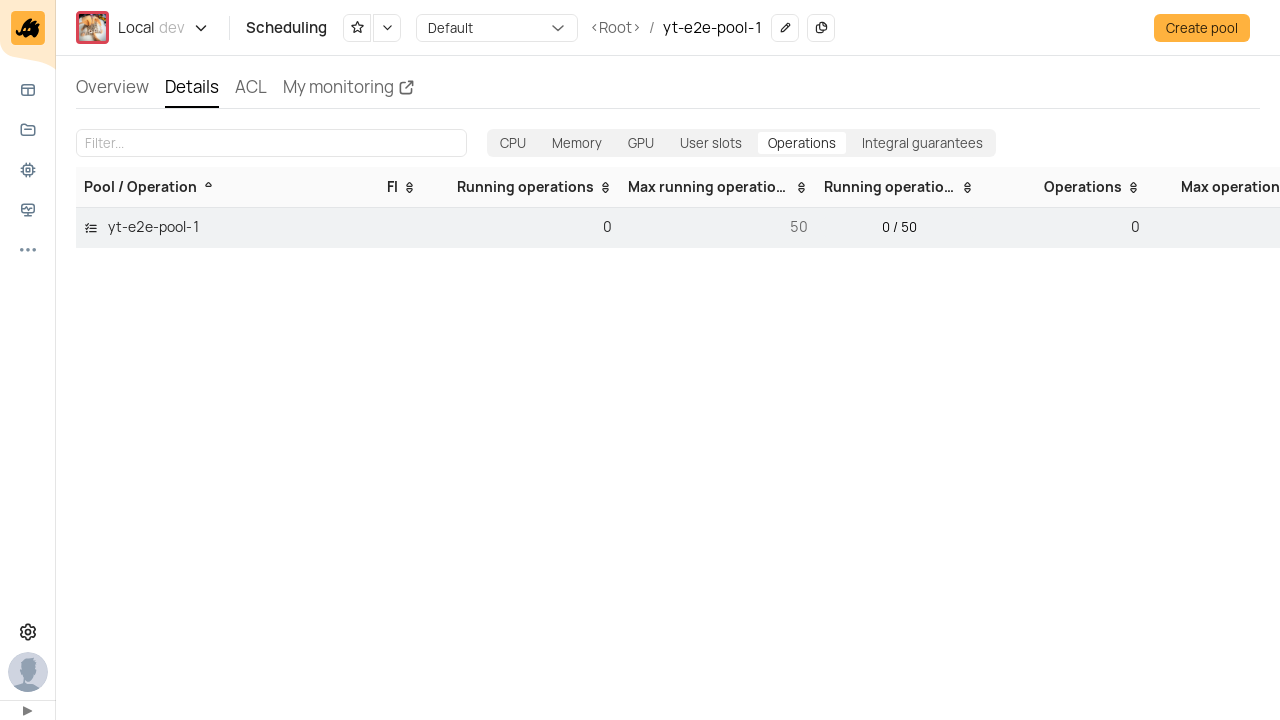 Local dev
Scheduling
Default
<Root> / yt-e2e-pool-1
Create pool
Overview
Details
ACL
My monitoring
Filter...
CPU
Memory
GPU
User slots
Operations
Integral guarantees
Pool / Operation
FI
Running operations
Max running operatio...
Running operatio...
Operations
Max operation
yt-e2e-pool-1
0
50
0 / 50
0